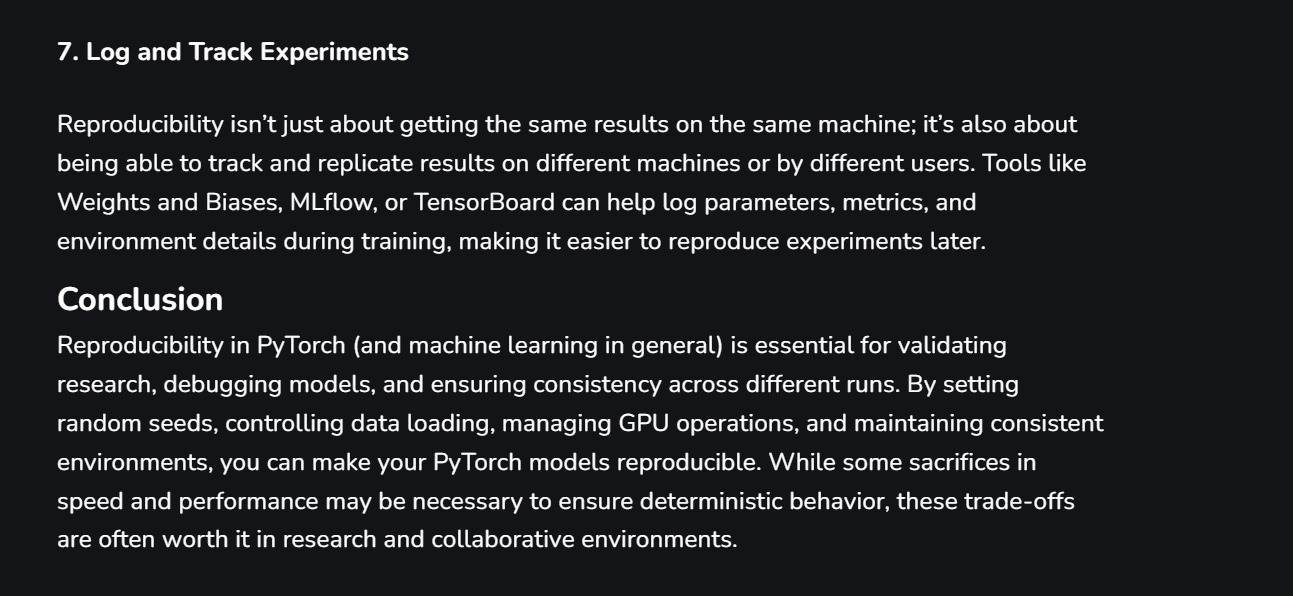 7. Log and Track Experiments
Reproducibility isn’t just about getting the same results on the same machine; it’s also about
being able to track and replicate results on different machines or by different users. Tools like
Weights and Biases, MLflow, or TensorBoard can help log parameters, metrics, and
environment details during training, making it easier to reproduce experiments later.
Conclusion
Reproducibility in PyTorch (and machine learning in general) is essential for validating
research, debugging models, and ensuring consistency across different runs. By setting
random seeds, controlling data loading, managing GPU operations, and maintaining consistent
environments, you can make your PyTorch models reproducible. While some sacrifices in
speed and performance may be necessary to ensure deterministic behavior, these trade-offs
are often worth it in research and collaborative environments.